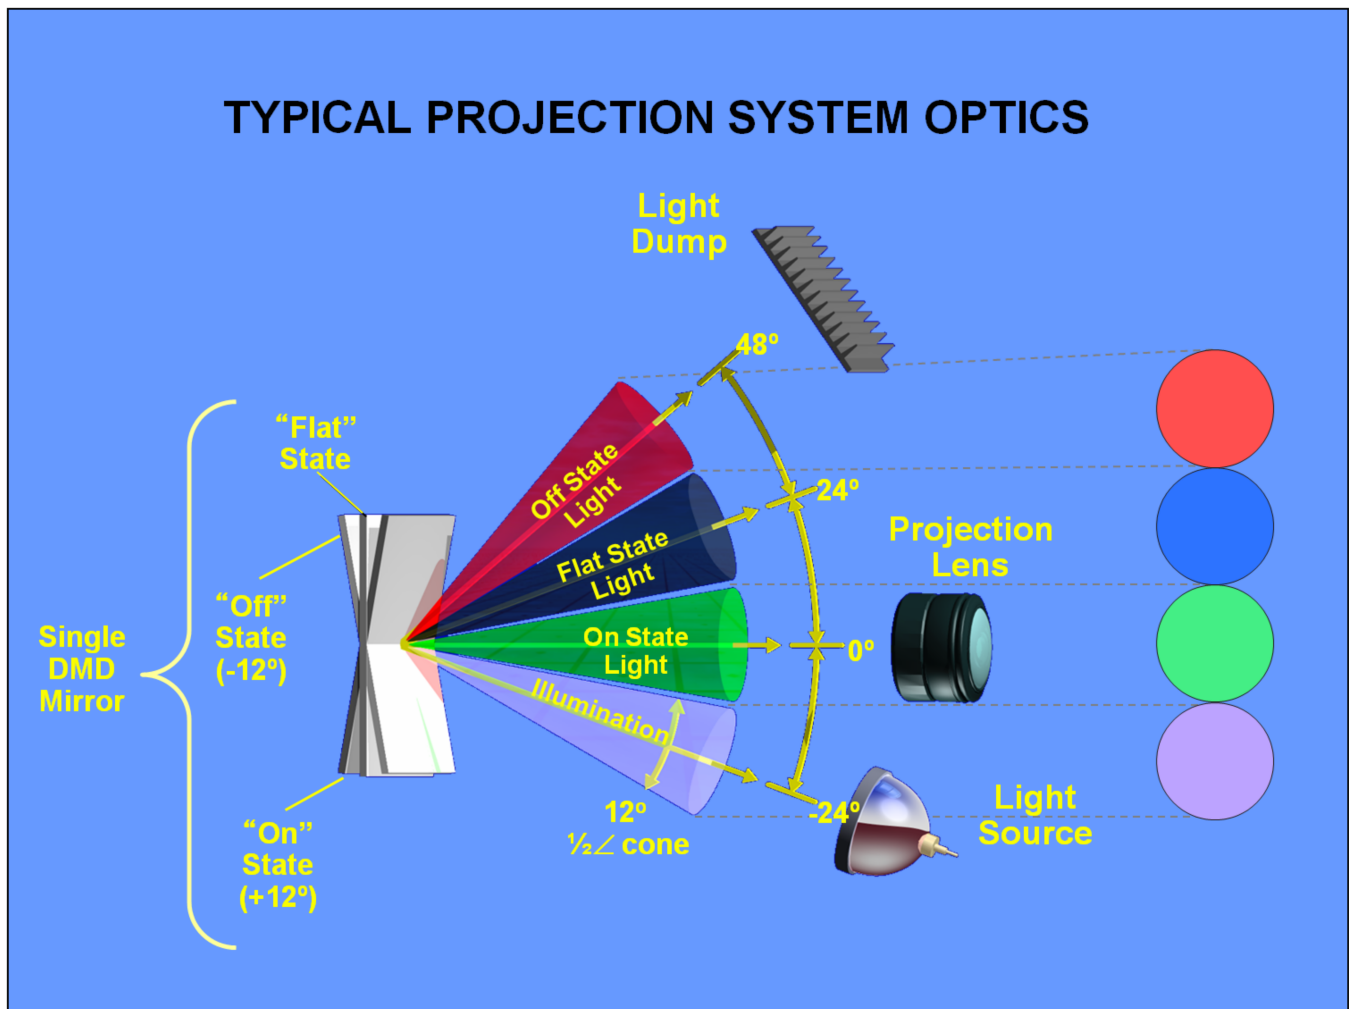 TYPICAL PROJECTION SYSTEM OPTICS
Light
Dump
48º
“Flat”
State
Off State
Light
24º
Flat State
Light
Projection
Lens
“Off”
State
(-12º)
Single
DMD
Mirror
On State
Light
0º
Illumination
12º
½∠ cone
-24º
Light
Source
“On”
State
(+12º)